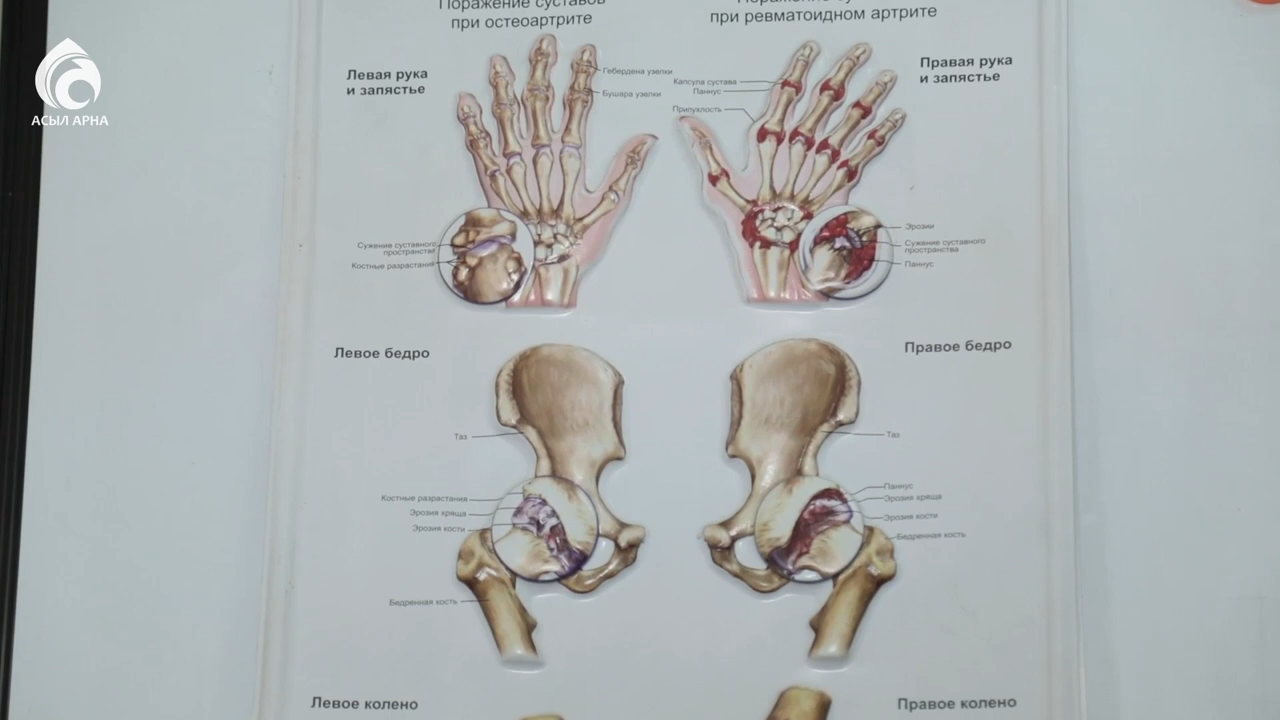 Поражение суставов
при остеоартрите
при ревматоидном артрите
АСЫЛ АРНА
Левая рука
и запястье
Гебердена узелки
Бушара узелки
Капсула сустава
Паннус
Припухлость
Правая рука
и запястье
Сужение суставного
пространства
Костные разрастания
Эрозии
Сужение суставного
пространства
Паннус
Левое бедро
Правое бедро
Таз
Таз
Костные разрастания
Эрозия хряща
Эрозия кости
Паннус
Эрозия хряща
Эрозия кости
Бедренная кость
Бедренная кость
Левое колено
Правое колено